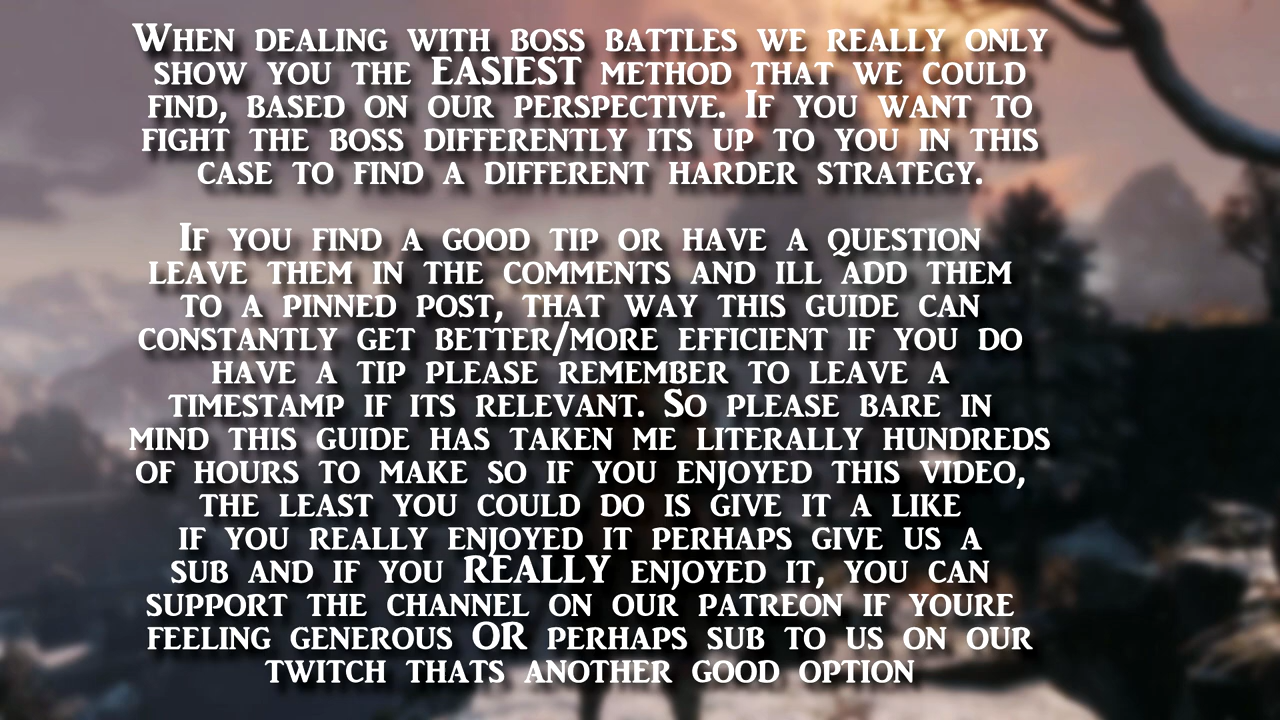 When dealing with boss battles we really only
show you the EASIEST method that we could
find, based on our perspective. If you want to
fight the boss differently its up to you in this
case to find a different harder strategy.
If you find a good tip or have a question
leave them in the comments and ill add them
to a pinned post, that way this guide can
constantly get better/more efficient if you do
have a tip please remember to leave a
timestamp if its relevant. So please bare in
mind this guide has taken me literally hundreds
of hours to make so if you enjoyed this video,
the least you could do is give it a like
if you really enjoyed it perhaps give us a
sub and if you REALLY enjoyed it, you can
support the channel on our patreon if youre
feeling generous OR perhaps sub to us on our
twitch thats another good option